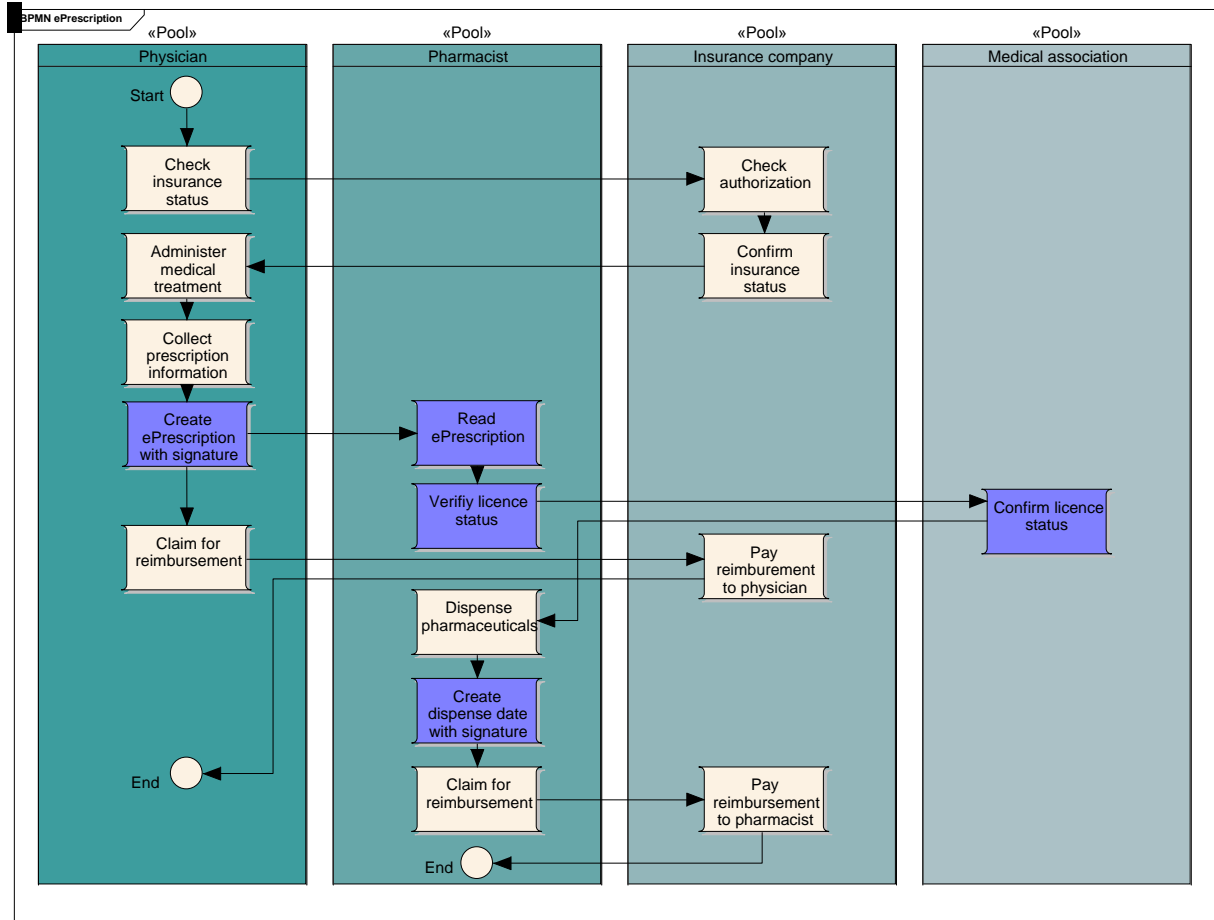 BPMN ePrescription
«Pool»
«Pool»
«Pool»
«Pool»
Physician
Pharmacist
Insurance company
Medical association
Start
Check
insurance
status
Check
authorization
Administer
medical
treatment
Confirm
insurance
status
Collect
prescription
information
Create
ePrescription
with signature
Read
ePrescription
Verifiy licence
status
Confirm licence
status
Claim for
reimbursement
Pay
reimburement
to physician
Dispense
pharmaceuticals
Create
dispense date
with signature
End
Claim for
reimbursement
Pay
reimbursement
to pharmacist
End